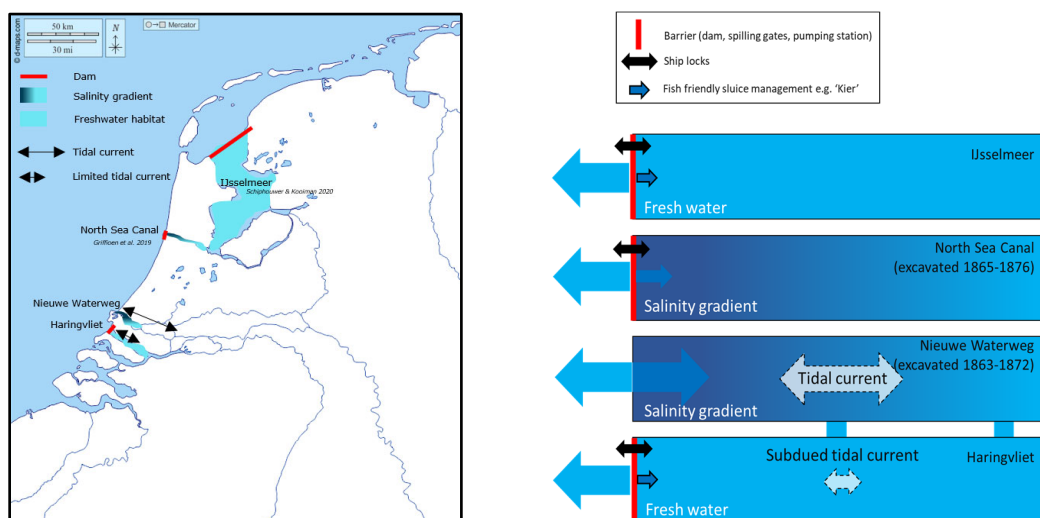 50 km
30 mi
N
Mercator
© d-maps.com
Dam
Salinity gradient
Freshwater habitat
Tidal current
Limited tidal current
IJsselmeer
Schiphouwer & Kooiman 2020
North Sea Canal
Griffioen et al. 2019
Nieuwe Waterweg
Haringvliet
Barrier (dam, spilling gates, pumping station)
Ship locks
Fish friendly sluice management e.g. ‘Kier’
IJsselmeer
Fresh water
North Sea Canal
(excavated 1865-1876)
Salinity gradient
Nieuwe Waterweg
(excavated 1863-1872)
Tidal current
Salinity gradient
Subdued tidal current
Haringvliet
Fresh water